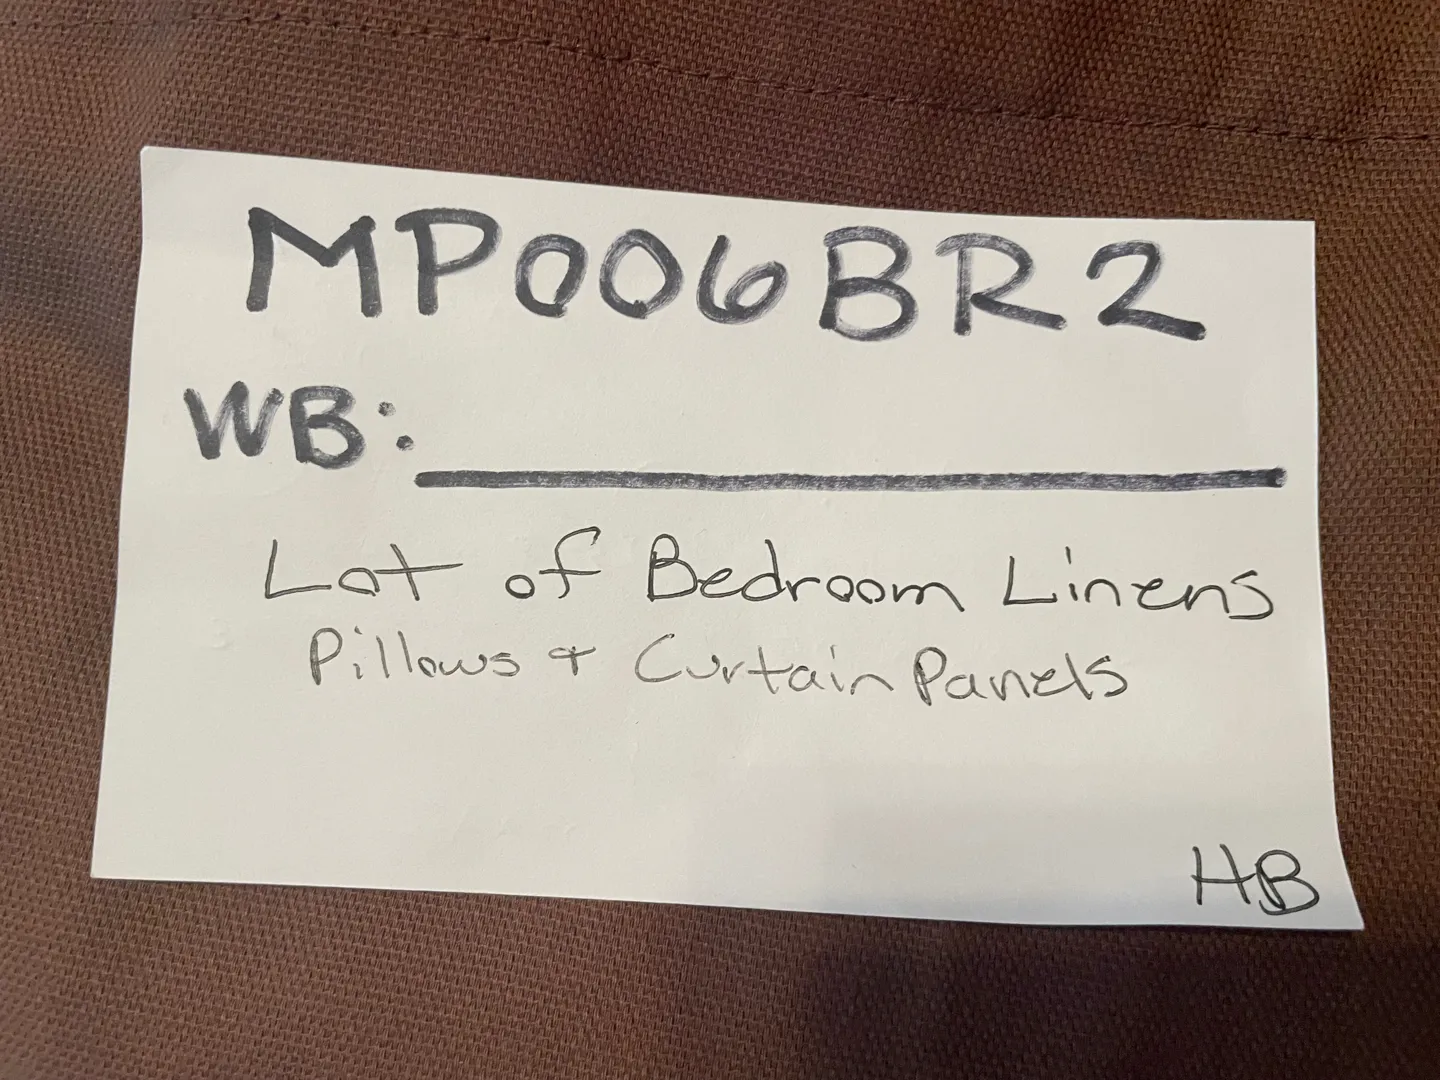 MP006BR2
WB:
Lot of Bedroom Linens
Pillows + Curtain Panels
HB